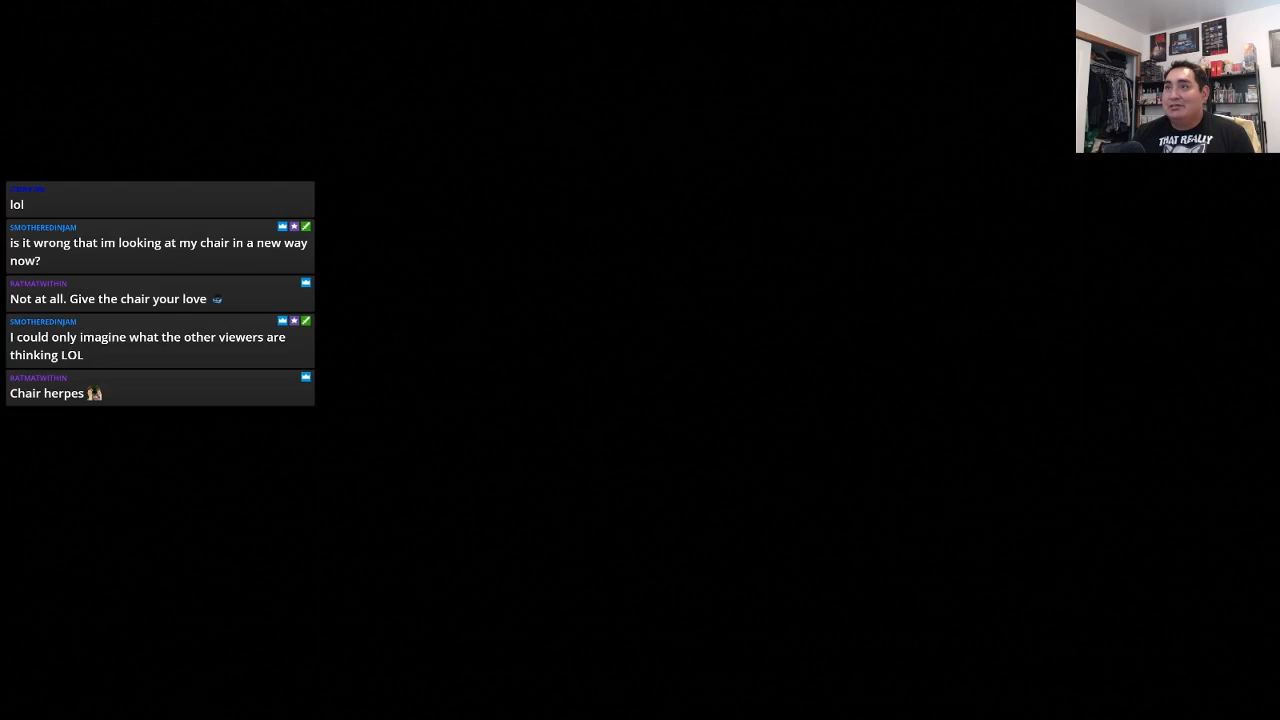 lol
SMOTHEREDINJAM
is it wrong that im looking at my chair in a new way
now?
RATMATWITHIN
Not at all. Give the chair your love
SMOTHEREDINJAM
I could only imagine what the other viewers are
thinking LOL
RATMATWITHIN
Chair herpes
THAT REALLY